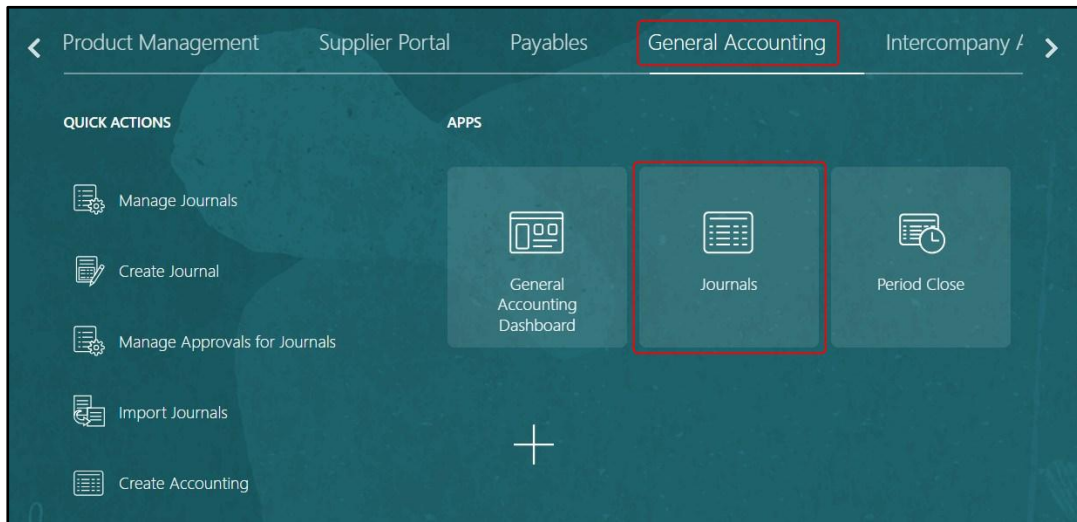 Product Management Supplier Portal Payables General Accounting Intercompany A
QUICK ACTIONS
APPS
Manage Journals
Create Journal
Manage Approvals for Journals
Import Journals
Create Accounting
General
Accounting
Dashboard
Journals
Period Close